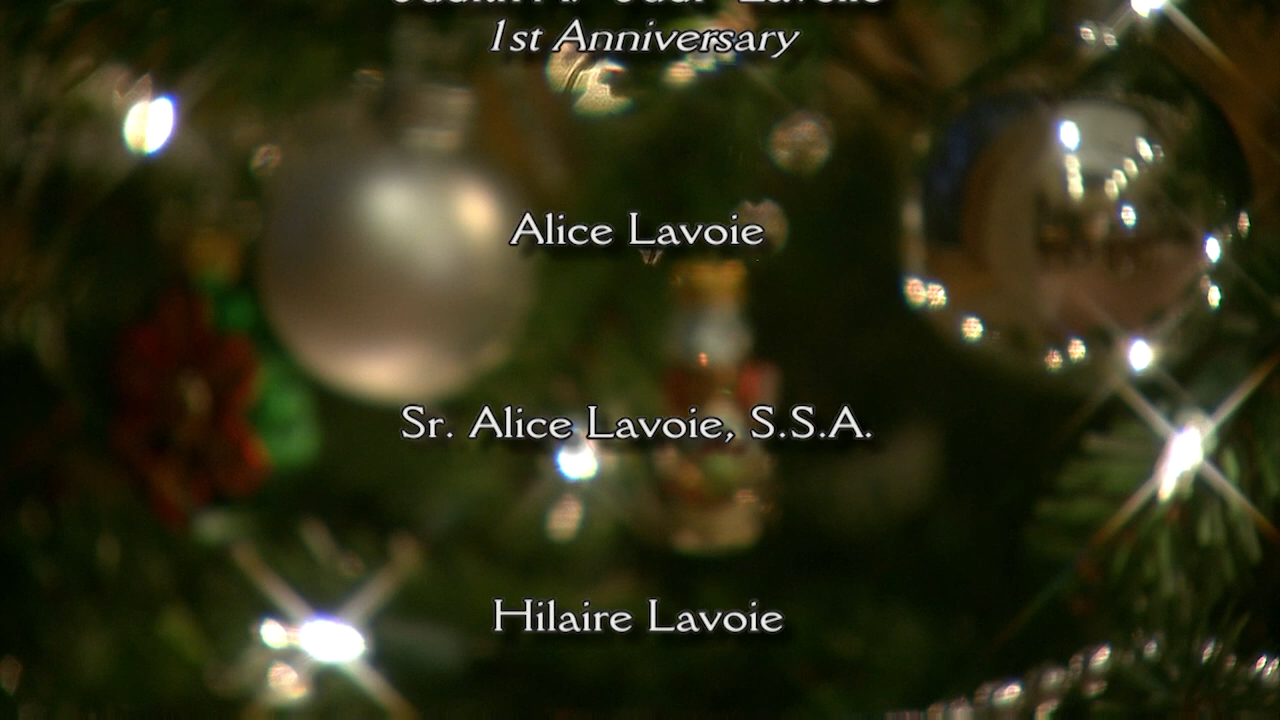 1st Anniversary
Alice Lavoie
Sr. Alice Lavoie, S.S.A.
Hilaire Lavoie